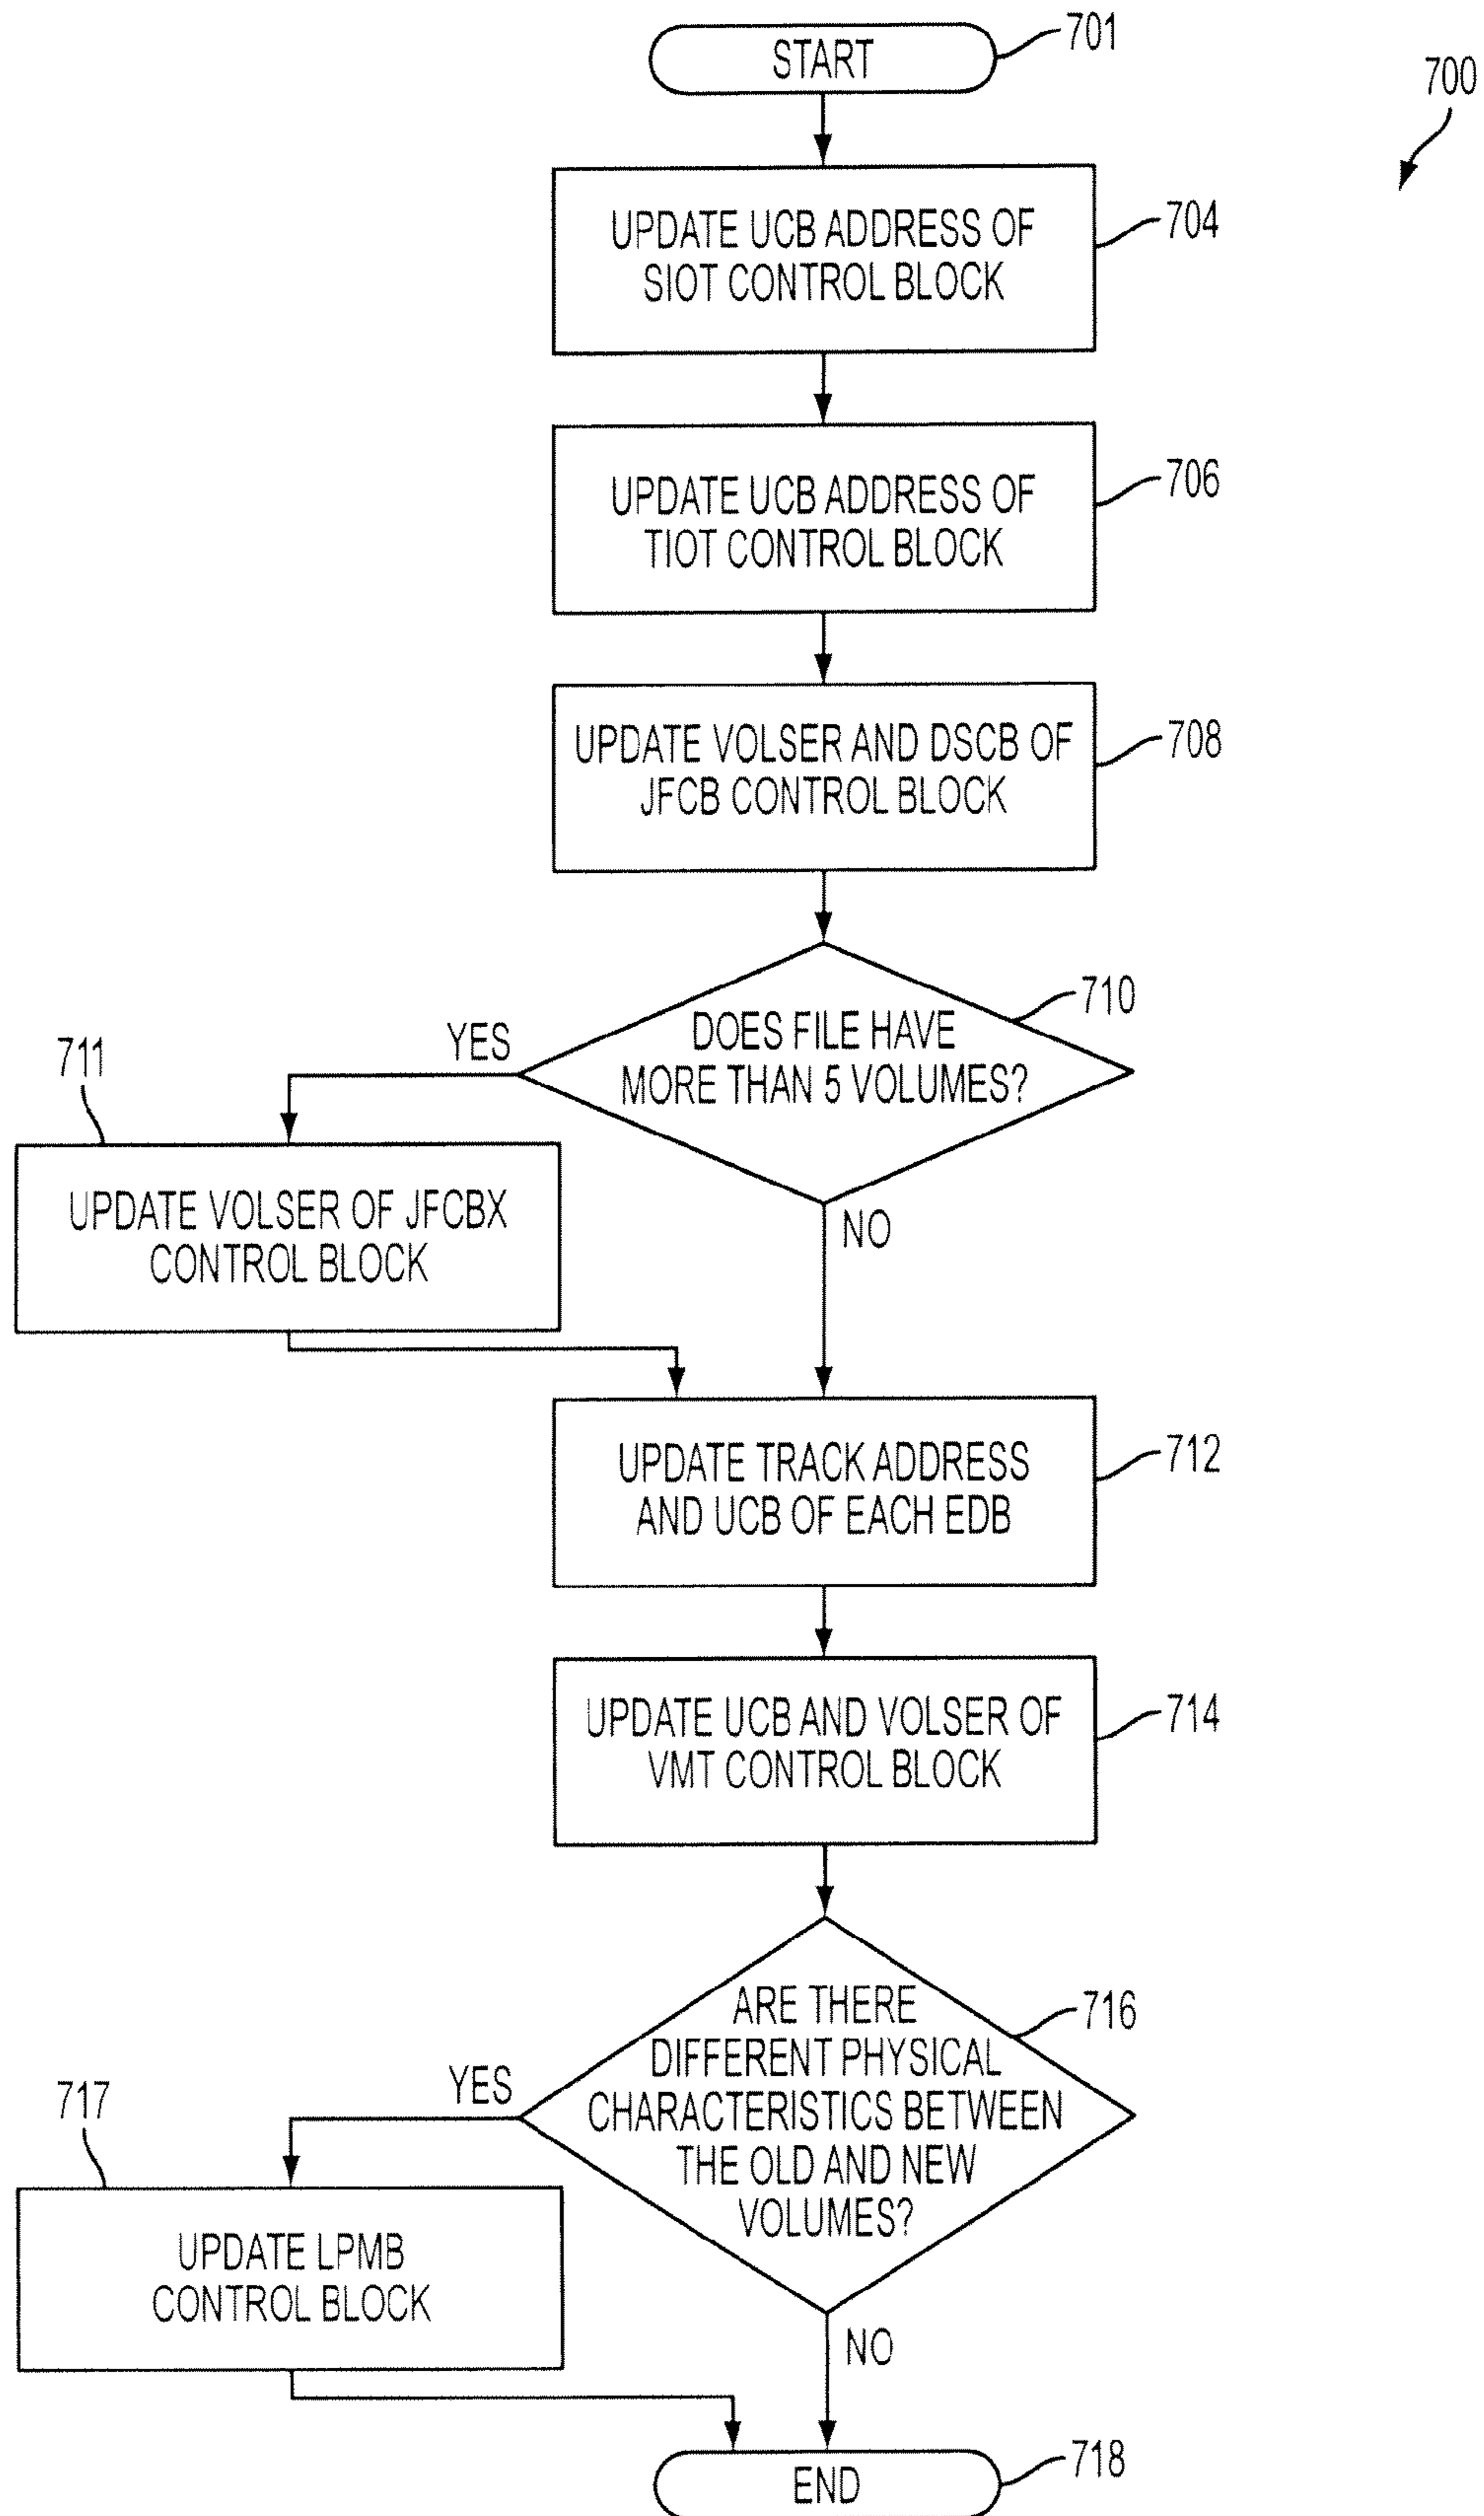 START
701
700
UPDATE UCB ADDRESS OF
SIOT CONTROL BLOCK
704
UPDATE UCB ADDRESS OF
TIOT CONTROL BLOCK
706
UPDATE VOLSER AND DSCB OF
JFCB CONTROL BLOCK
708
DOES FILE HAVE
MORE THAN 5 VOLUMES?
710
YES
NO
711
UPDATE VOLSER OF JFCBX
CONTROL BLOCK
UPDATE TRACK ADDRESS
AND UCB OF EACH EDB
712
UPDATE UCB AND VOLSER OF
VMT CONTROL BLOCK
714
ARE THERE
DIFFERENT PHYSICAL
CHARACTERISTICS BETWEEN
THE OLD AND NEW
VOLUMES?
716
YES
NO
717
UPDATE LPMB
CONTROL BLOCK
END
718